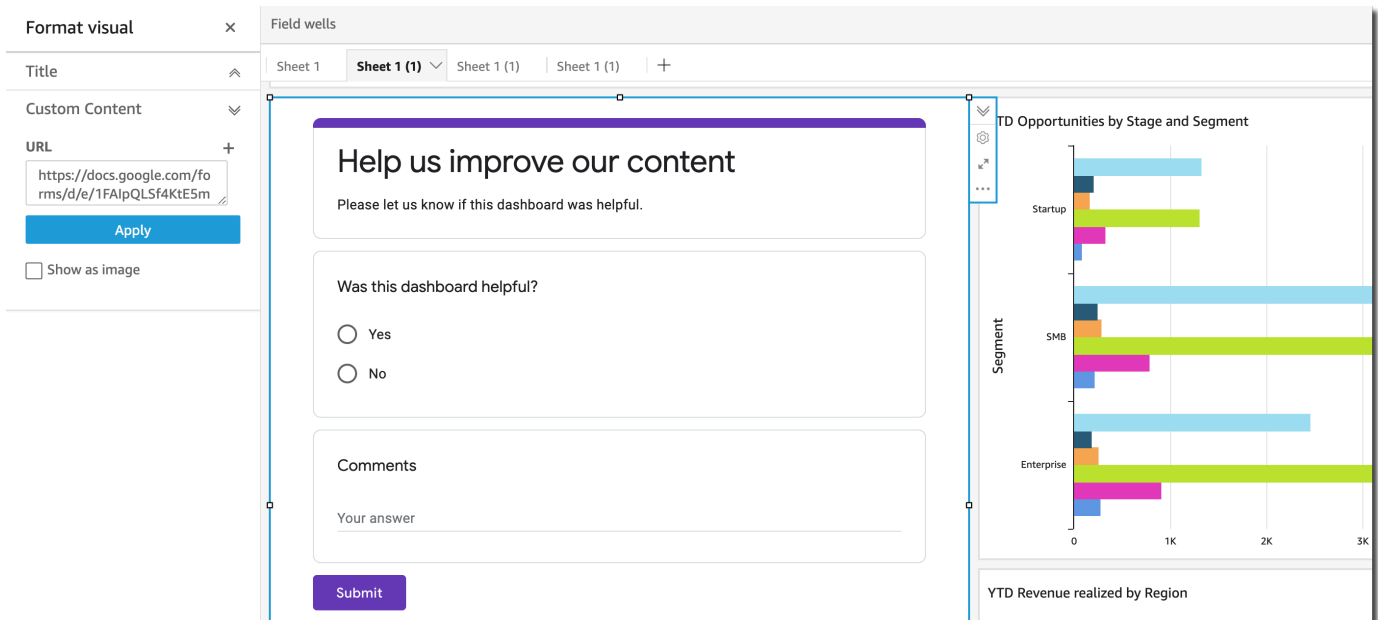 Format visual
Title
Custom Content
URL
https://docs.google.com/fo
rms/d/e/1FAIpQLSf4KtE5m
Apply
Show as image
Field wells
Sheet 1
Sheet 1 (1)
Sheet 1 (1)
Sheet 1 (1)
Help us improve our content
Please let us know if this dashboard was helpful.
Was this dashboard helpful?
Yes
No
Comments
Your answer
Submit
TD Opportunities by Stage and Segment
Segment
Startup
SMB
Enterprise
0 1K 2K 3K
YTD Revenue realized by Region